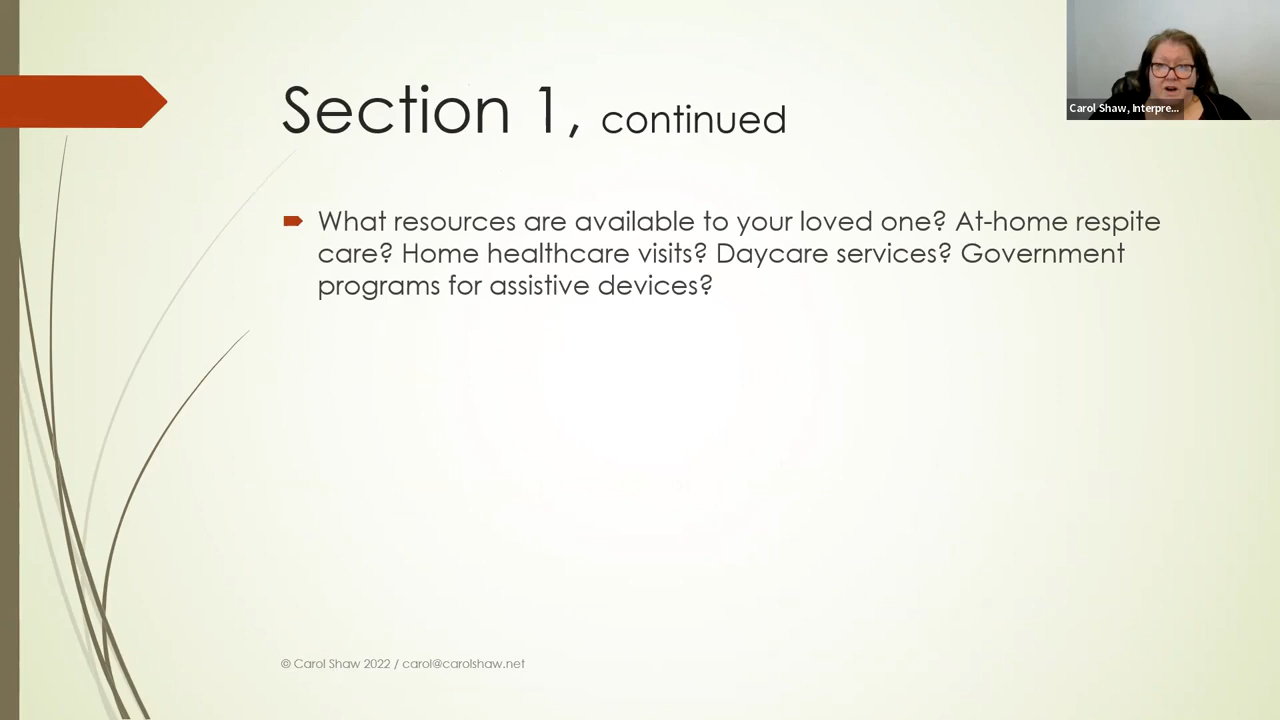 Section 1, continued
What resources are available to your loved one? At-home respite
care? Home healthcare visits? Daycare services? Government
programs for assistive devices?
© Carol Shaw 2022 / carol@carolshaw.net
Carol Shaw, Interpre...